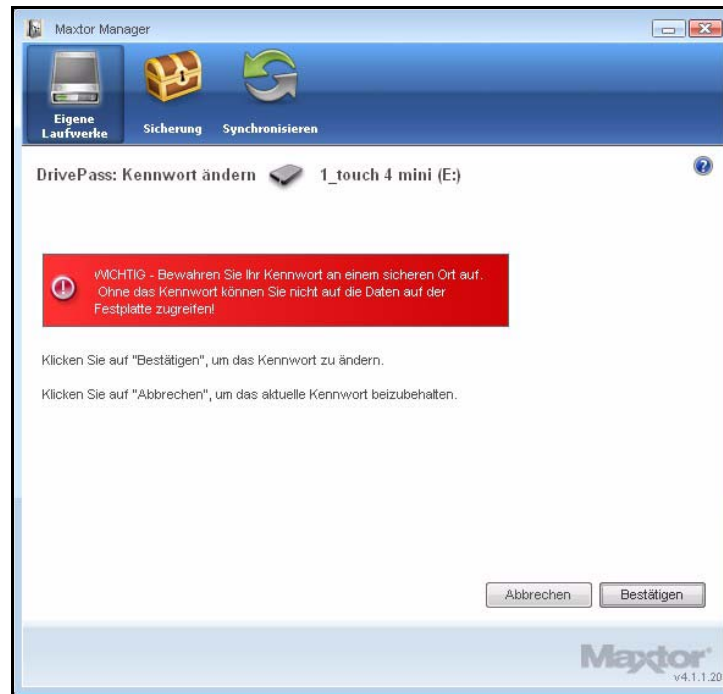 Maxtor Manager
Eigene
Laufwerke
Sicherung
Synchronisieren
DrivePass: Kennwort ändern
1_touch 4 mini (E:)
WICHTIG - Bewahren Sie Ihr Kennwort an einem sicheren Ort auf.
Ohne das Kennwort können Sie nicht auf die Daten auf der
Festplatte zugreifen!
Klicken Sie auf "Bestätigen", um das Kennwort zu ändern.
Klicken Sie auf "Abbrechen", um das aktuelle Kennwort beizubehalten.
Abbrechen
Bestätigen
Maxtor
v4.1.1.20